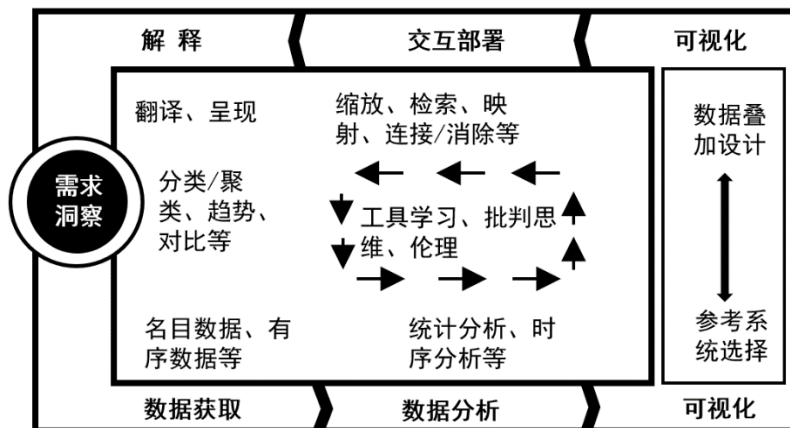 解 释
交互部署
可视化
翻译、呈现
缩放、检索、映
射、连接/消除等
数据叠
加设计
需求
洞察
分类/聚
类、趋势、
对比等
工具学习、批判思
维、伦理
名目数据、有
序数据等
统计分析、时
序分析等
参考系
统选择
数据获取
数据分析
可视化